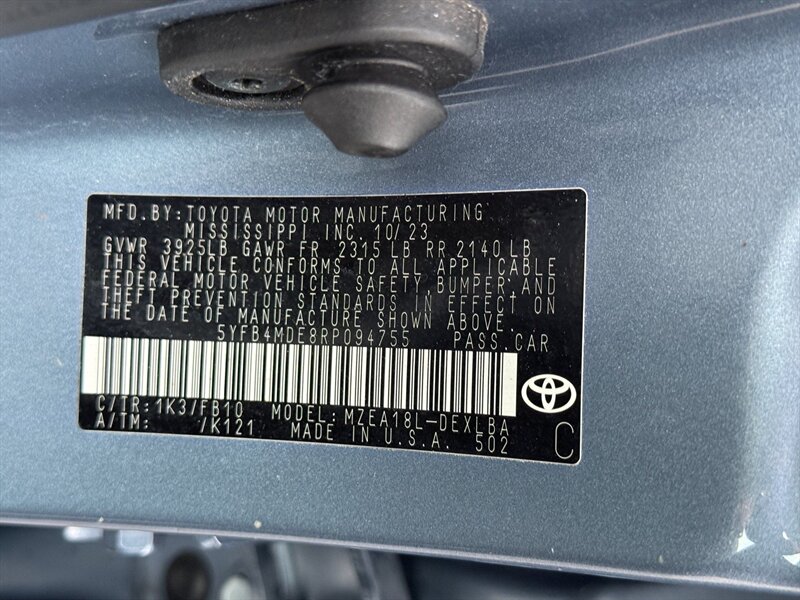 MFD.BY:TOYOTA MOTOR MANUFACTURING
MISSISSIPPI INC. 10/23
GVWR 3925LB GAWR FR 2315 LB RR 2140 LB
THIS VEHICLE CONFORMS TO ALL APPLICABLE
FEDERAL MOTOR VEHICLE SAFETY, BUMPER, AND
THEFT PREVENTION STANDARDS IN EFFECT ON
THE DATE OF MANUFACTURE SHOWN ABOVE.
5YFB4MDE8RP094755 PASS.CAR
C/TR:1K3/FB10 MODEL:MZEA18L-DEXLBA
A/TM: /K121 MADE IN U.S.A. 502
C